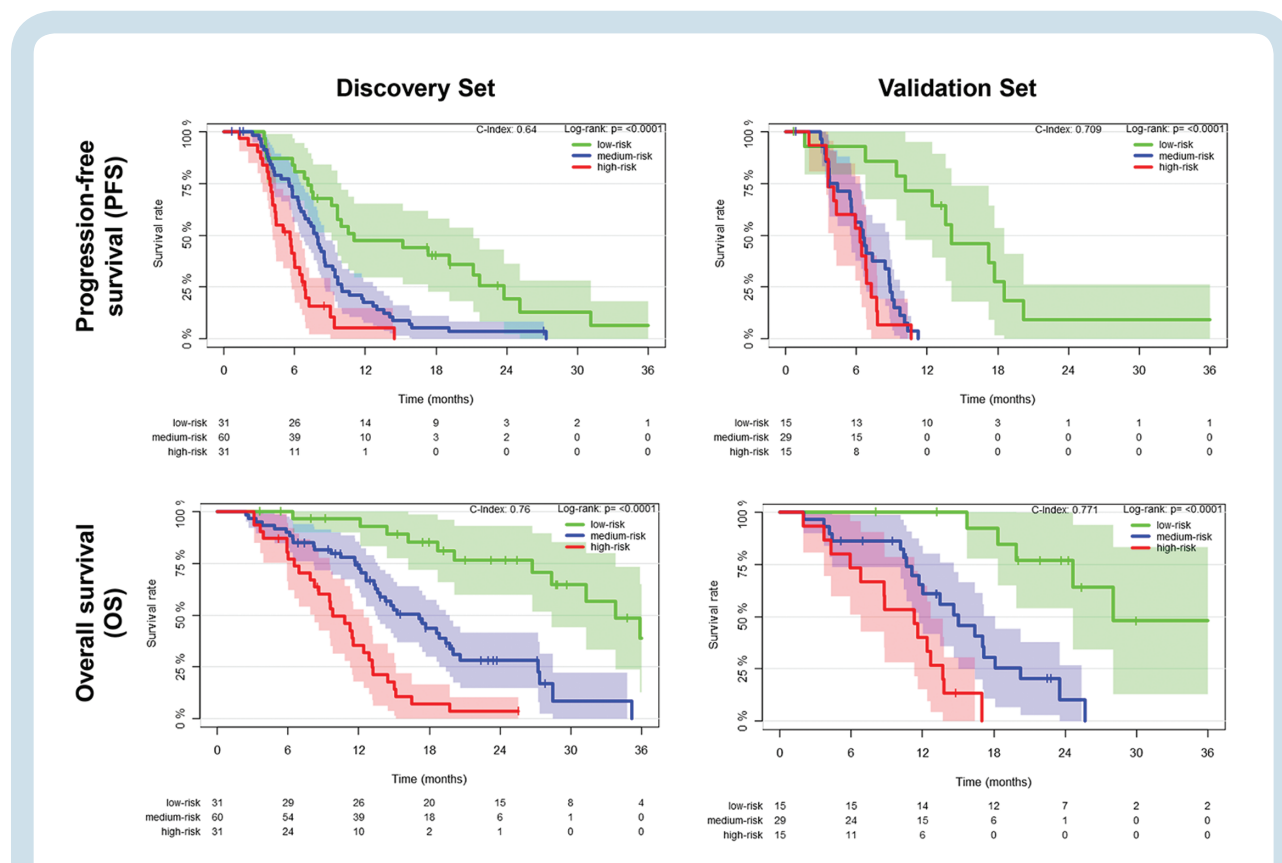 Discovery Set
Validation Set
Progression-free
survival (PFS)
C-Index: 0.64 Log-rank: p= <0.0001
low-risk
medium-risk
high-risk
Survival rate
100 %
75 %
50 %
25 %
0 %
0 6 12 18 24 30 36
Time (months)
low-risk 31 26 14 9 3 2 1
medium-risk 60 39 10 3 2 0 0
high-risk 31 11 1 0 0 0 0
C-Index: 0.709 Log-rank: p= <0.0001
low-risk
medium-risk
high-risk
Survival rate
100 %
75 %
50 %
25 %
0 %
0 6 12 18 24 30 36
Time (months)
low-risk 15 13 10 3 1 1 1
medium-risk 29 15 0 0 0 0 0
high-risk 15 8 0 0 0 0 0
Overall survival
(OS)
C-Index: 0.76 Log-rank: p= <0.0001
low-risk
medium-risk
high-risk
Survival rate
100 %
75 %
50 %
25 %
0 %
0 6 12 18 24 30 36
Time (months)
low-risk 31 29 26 20 15 8 4
medium-risk 60 54 39 18 6 1 0
high-risk 31 24 10 2 1 0 0
C-Index: 0.771 Log-rank: p= <0.0001
low-risk
medium-risk
high-risk
Survival rate
100 %
75 %
50 %
25 %
0 %
0 6 12 18 24 30 36
Time (months)
low-risk 15 15 14 12 7 2 2
medium-risk 29 24 15 6 1 0 0
high-risk 15 11 6 0 0 0 0